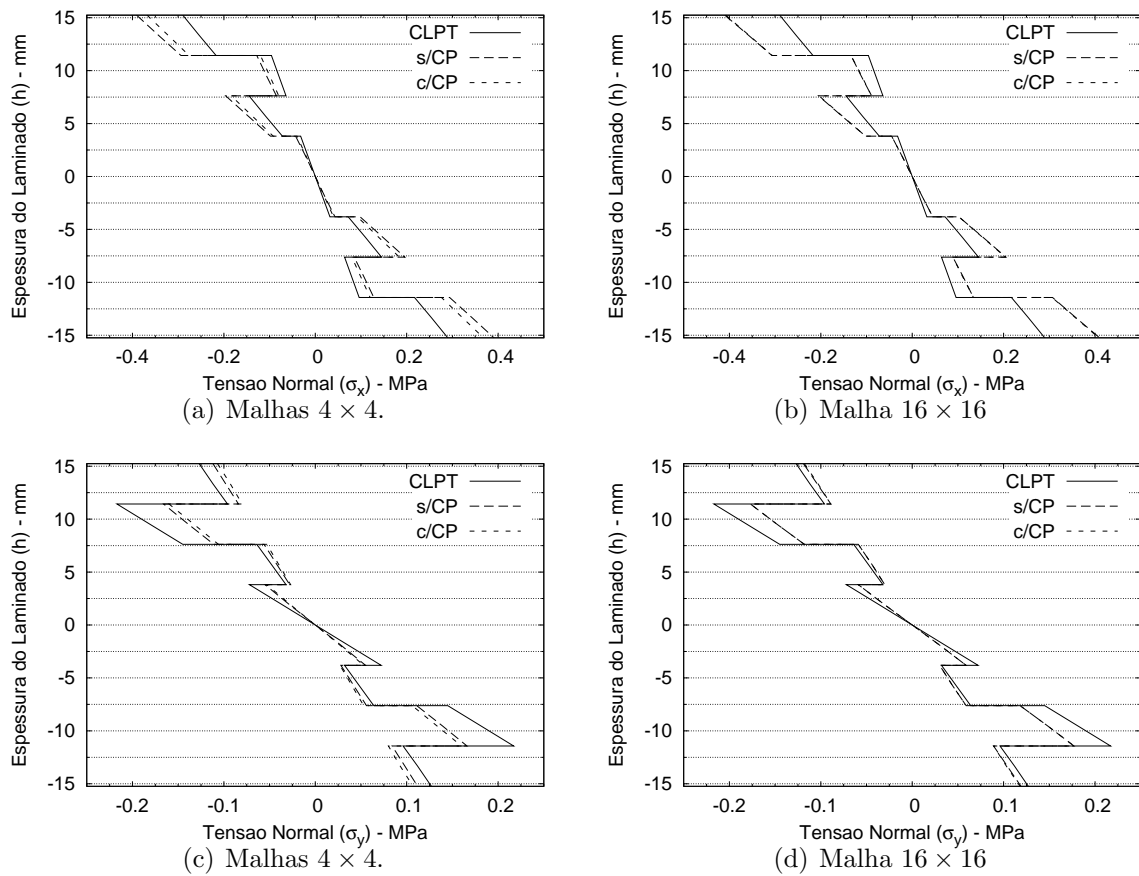 15
10
5
0
-5
-10
-15
-0.4
-0.2
0
0.2
0.4
Espessura do Laminado (h) - mm
Tensao Normal (σx) - MPa
CLPT
s/CP
c/CP
(a) Malhas 4 × 4.
15
10
5
0
-5
-10
-15
-0.4
-0.2
0
0.2
0.4
Espessura do Laminado (h) - mm
Tensao Normal (σx) - MPa
CLPT
s/CP
c/CP
(b) Malha 16 × 16
15
10
5
0
-5
-10
-15
-0.2
-0.1
0
0.1
0.2
Espessura do Laminado (h) - mm
Tensao Normal (σy) - MPa
CLPT
s/CP
c/CP
(c) Malhas 4 × 4.
15
10
5
0
-5
-10
-15
-0.2
-0.1
0
0.1
0.2
Espessura do Laminado (h) - mm
Tensao Normal (σy) - MPa
CLPT
s/CP
c/CP
(d) Malha 16 × 16